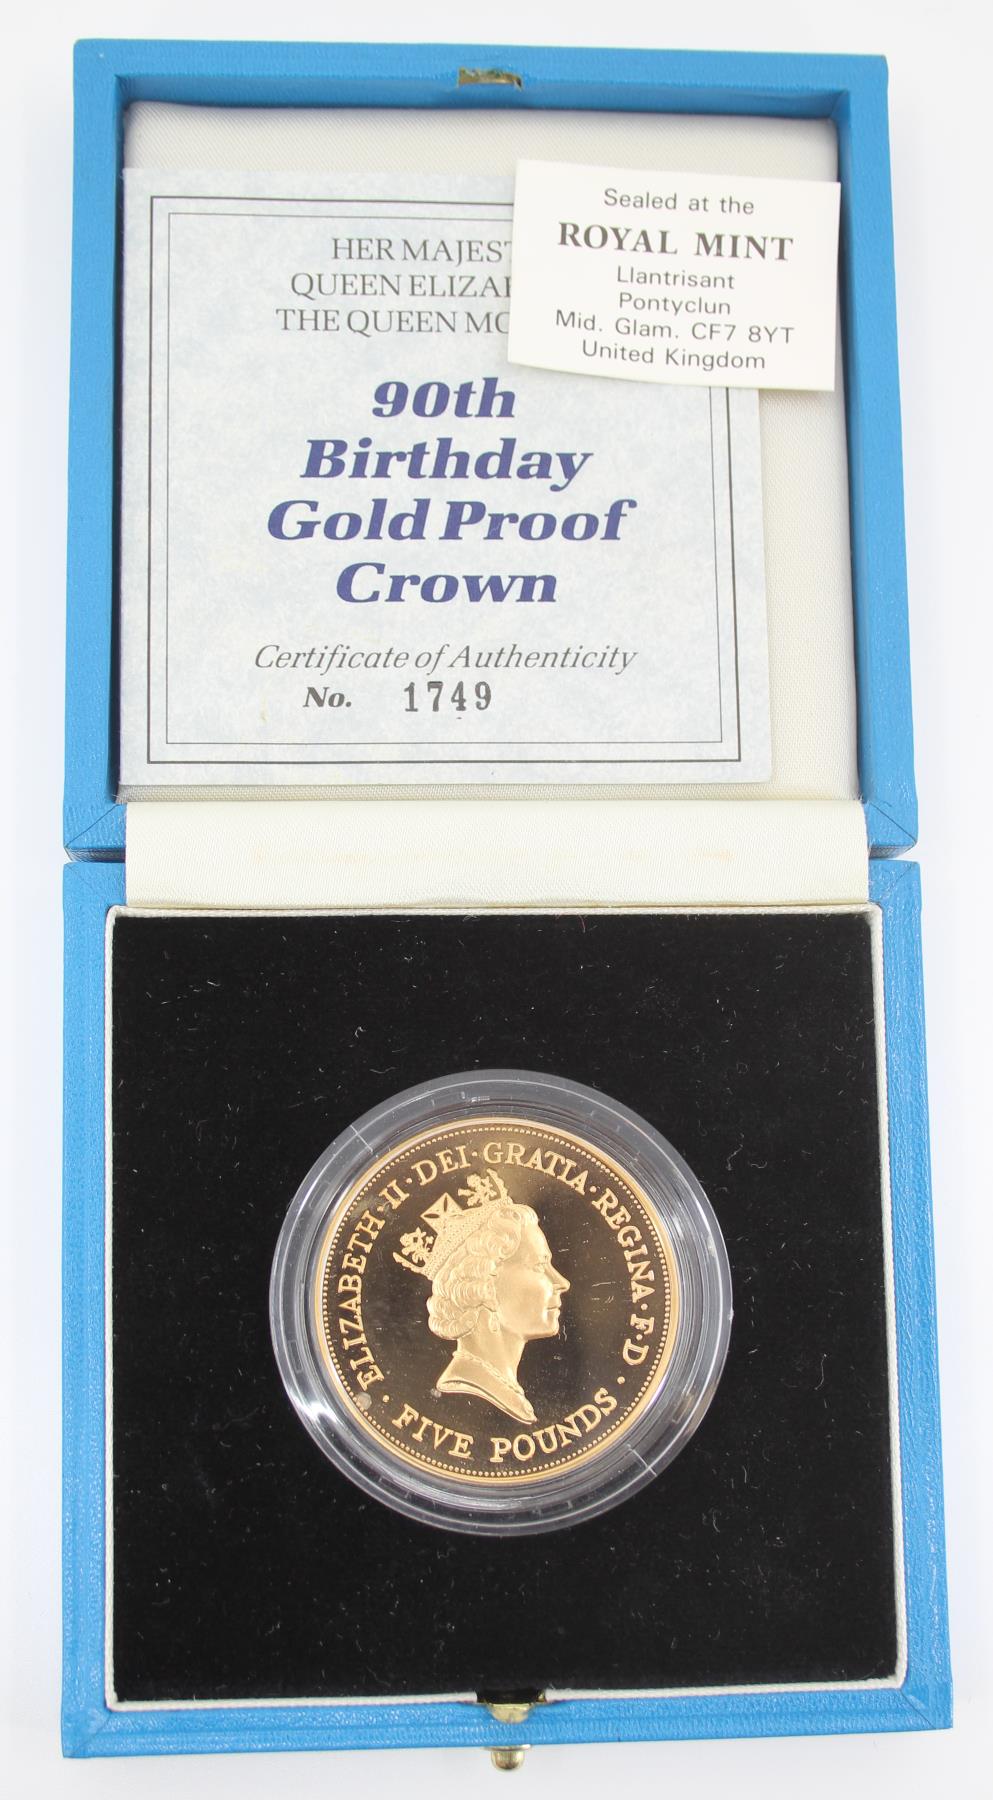 HER MAJEST
QUEEN ELIZAB
THE QUEEN MO
90th
Birthday
Gold Proof
Crown
Certificate of Authenticity
No. 1749
Sealed at the
ROYAL MINT
Llantrisant
Pontyclun
Mid. Glam. CF7 8YT
United Kingdom
ELIZABETH·II·DEI·GRATIA·REGINA·F·D·
FIVE POUNDS